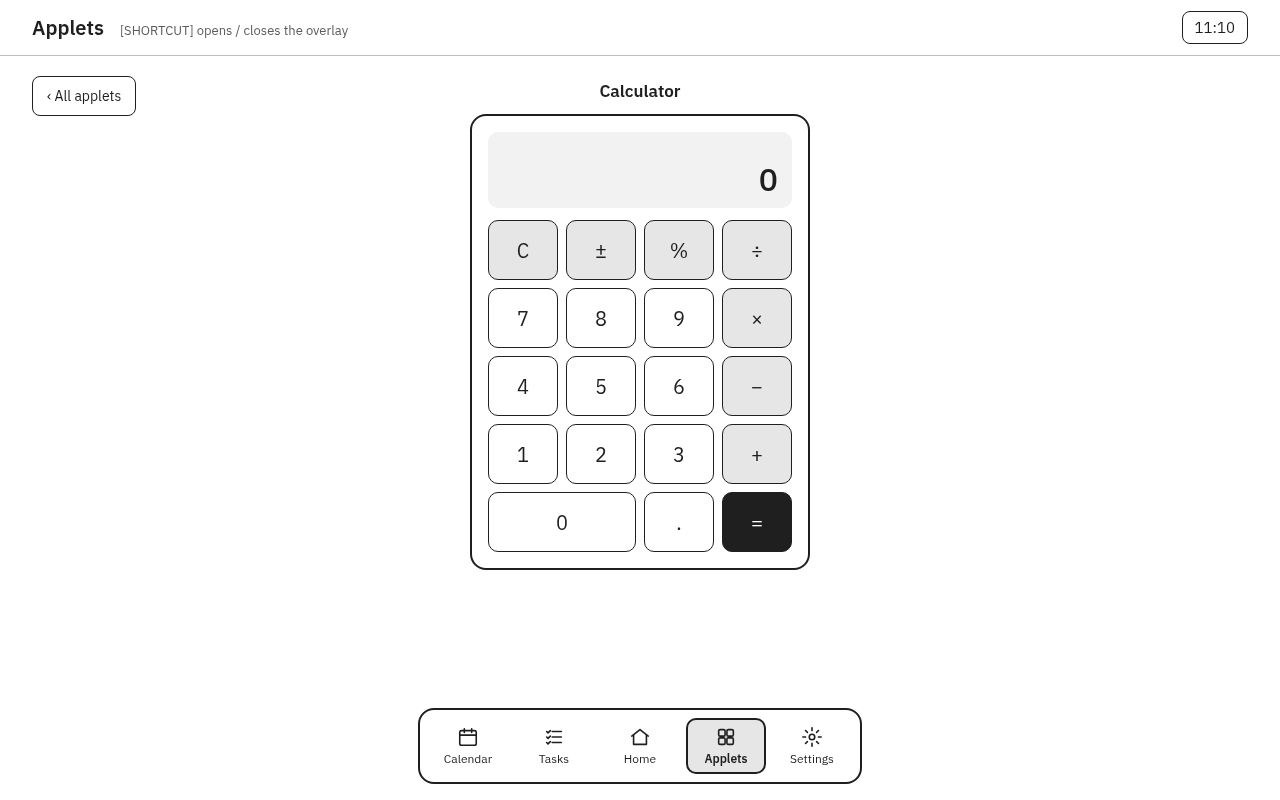 Applets [SHORTCUT] opens / closes the overlay 11:10
‹ All applets
Calculator
0
C ± % ÷
7 8 9 ×
4 5 6 −
1 2 3 +
0 . =
Calendar Tasks Home Applets Settings